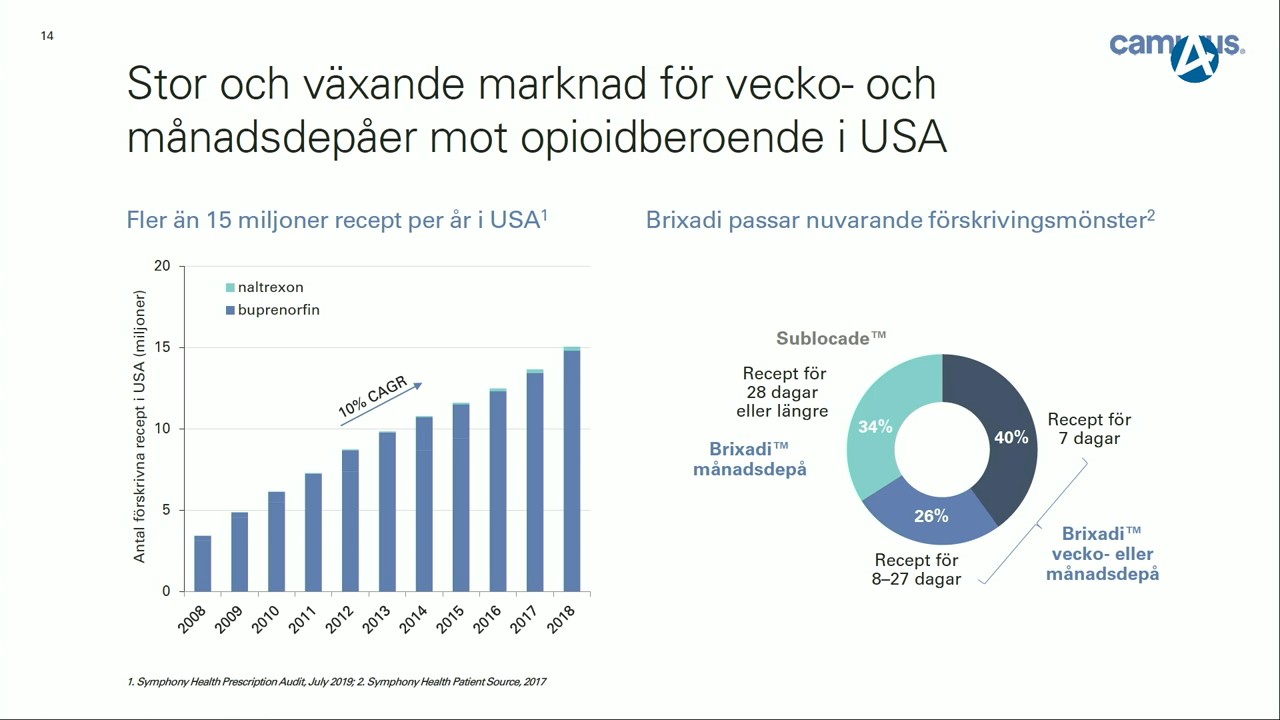 14
Stor och växande marknad för vecko- och
månadsdepåer mot opioidberoende i USA
Fler än 15 miljoner recept per år i USA1
20
15
10
5
0
Antal förskrivna recept i USA (miljoner)
naltrexon
buprenorfin
10% CAGR
2008
2009
2010
2011
2012
2013
2014
2015
2016
2017
2018
Brixadi passar nuvarande förskrivingsmönster2
Sublocade™
Recept för
28 dagar
eller längre
Brixadi™
månadsdepå
34%
40%
26%
Recept för
7 dagar
Recept för
8–27 dagar
Brixadi™
vecko- eller
månadsdepå
1. Symphony Health Prescription Audit, July 2019; 2. Symphony Health Patient Source, 2017